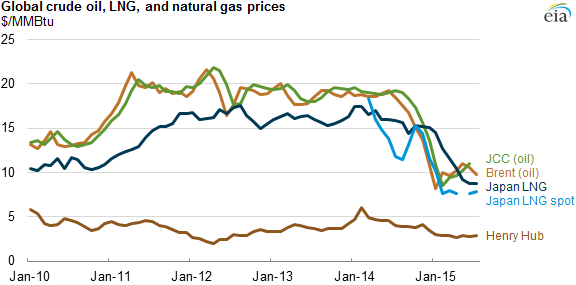 Global crude oil, LNG, and natural gas prices
$/MMBtu
eia
25
20
15
10
5
0
JCC (oil)
Brent (oil)
Japan LNG
Japan LNG spot
Henry Hub
Jan-10 Jan-11 Jan-12 Jan-13 Jan-14 Jan-15